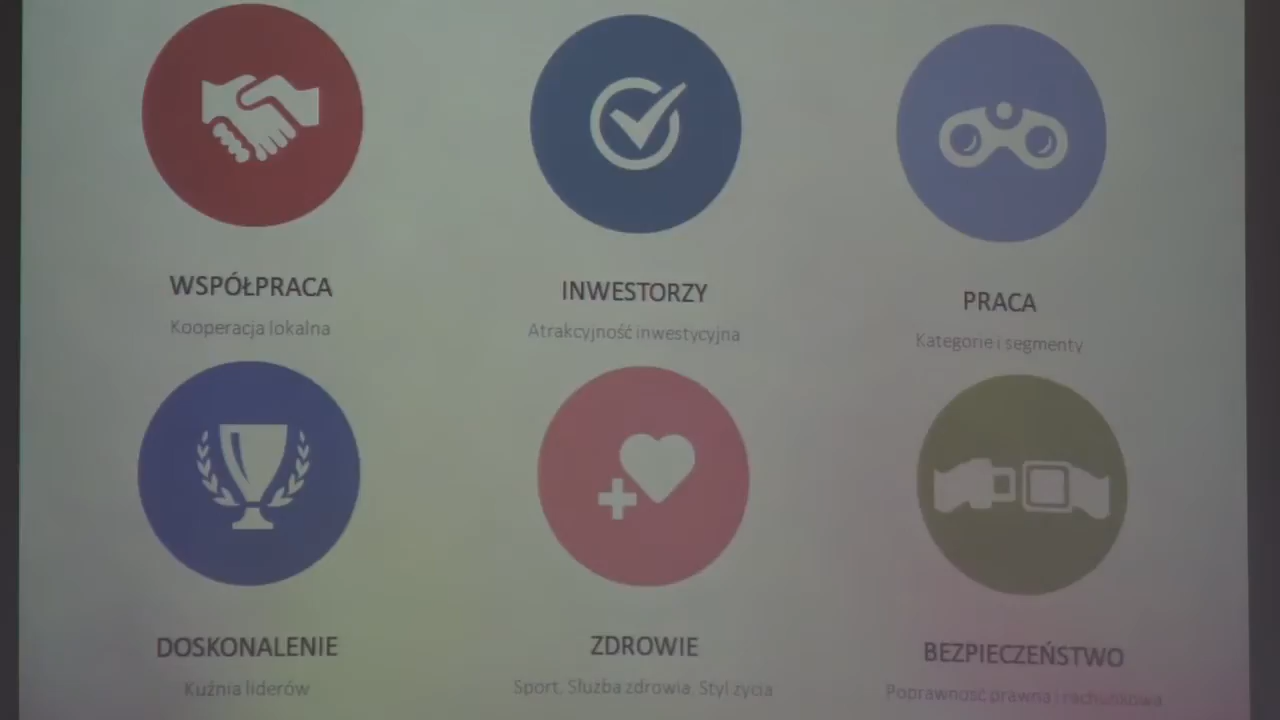 WSPÓŁPRACA
Kooperacja lokalna
INWESTORZY
Atrakcyjność inwestycyjna
PRACA
Kategorie i segmenty
DOSKONALENIE
Kuźnia liderów
ZDROWIE
Sport, Służba zdrowia, Styl życia
BEZPIECZEŃSTWO
Poprawność prawna i rachunkowa